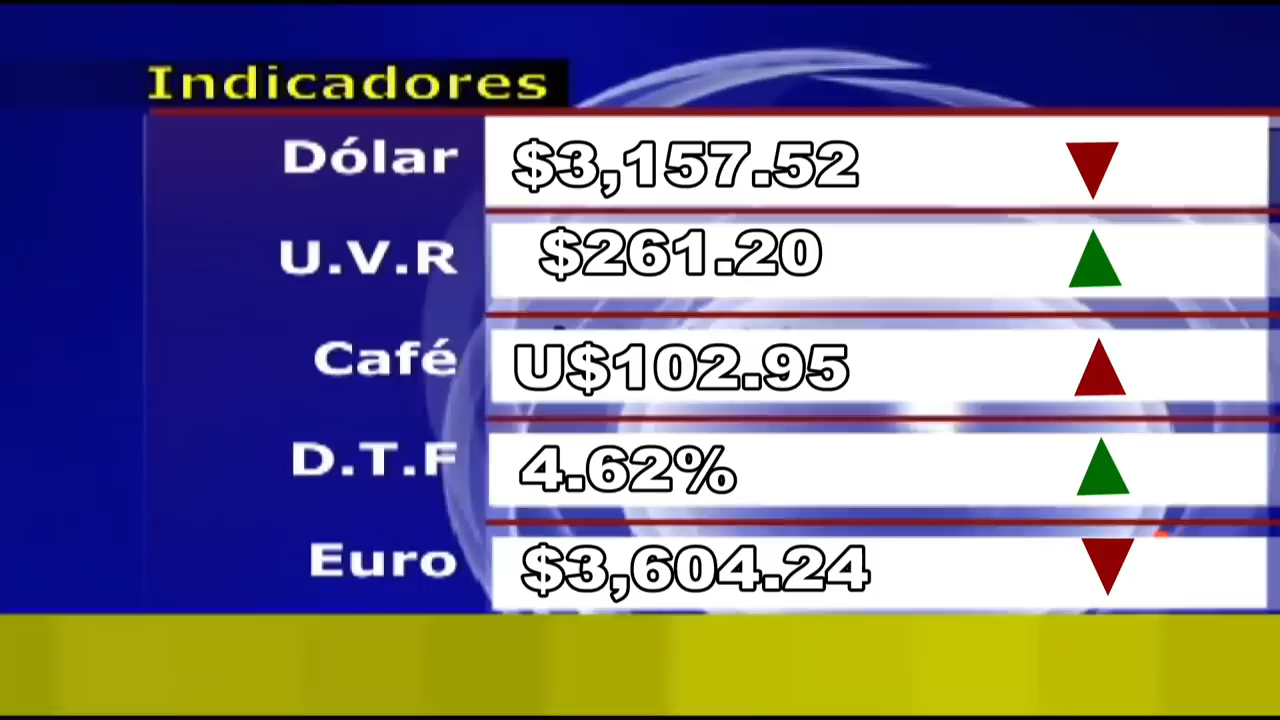 Indicadores
Dólar $3,157.52
U.V.R $261.20
Café U$102.95
D.T.F 4.62%
Euro $3,604.24